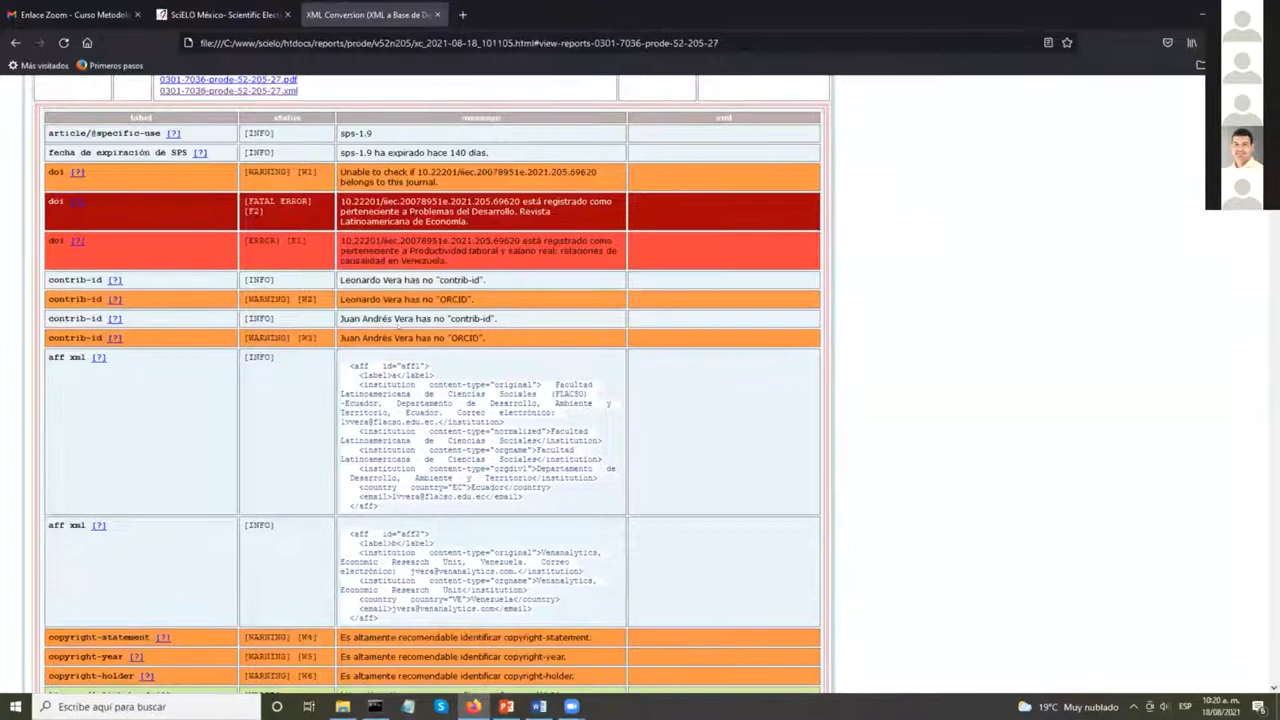 Enlace Zoom - Curso Metodolo
SciELO México- Scientific Elect
XML Conversion (XML a Base de Da
file:///C:/www/scielo/htdocs/reports/prode/v52n205/xc_2021-08-18_101105.html#view-reports-0301-7036-prode-52-205-27
Más visitados
Primeros pasos
0301-7036-prode-52-205-27.pdf
0301-7036-prode-52-205-27.xml
label status message xml
article/@specific-use [?] [INFO] sps-1.9
fecha de expiración de SPS [?] [INFO] sps-1.9 ha expirado hace 140 días.
doi [?] [WARNING] [W1] Unable to check if 10.22201/iiec.20078951e.2021.205.69620
belongs to this journal.
doi [?] [FATAL ERROR] 10.22201/iiec.20078951e.2021.205.69620 está registrado como
[F2] perteneciente a Problemas del Desarrollo. Revista
Latinoamericana de Economía.
doi [?] [ERROR] [E1] 10.22201/iiec.20078951e.2021.205.69620 está registrado como
perteneciente a Productividad laboral y salario real: relaciones de
causalidad en Venezuela.
contrib-id [?] [INFO] Leonardo Vera has no "contrib-id".
contrib-id [?] [WARNING] [W2] Leonardo Vera has no "ORCID".
contrib-id [?] [INFO] Juan Andrés Vera has no "contrib-id".
contrib-id [?] [WARNING] [W3] Juan Andrés Vera has no "ORCID".
aff xml [?] [INFO]
<aff id="aff1">
<label>a</label>
<institution content-type="original"> Facultad
Latinoamericana de Ciencias Sociales (FLACSO)
-Ecuador, Departamento de Desarrollo, Ambiente y
Territorio, Ecuador. Correo electrónico:
lvvera@flacso.edu.ec.</institution>
<institution content-type="normalized">Facultad
Latinoamericana de Ciencias Sociales</institution>
<institution content-type="orgname">Facultad
Latinoamericana de Ciencias Sociales</institution>
<institution content-type="orgdiv1">Departamento de
Desarrollo, Ambiente y Territorio</institution>
<country country="EC">Ecuador</country>
<email>lvvera@flacso.edu.ec</email>
</aff>
aff xml [?] [INFO]
<aff id="aff2">
<label>b</label>
<institution content-type="original">Venanalytics,
Economic Research Unit, Venezuela. Correo
electrónico: jvera@venanalytics.com.</institution>
<institution content-type="orgname">Venanalytics,
Economic Research Unit</institution>
<country country="VE">Venezuela</country>
<email>jvera@venanalytics.com</email>
</aff>
copyright-statement [?] [WARNING] [W4] Es altamente recomendable identificar copyright-statement.
copyright-year [?] [WARNING] [W5] Es altamente recomendable identificar copyright-year.
copyright-holder [?] [WARNING] [W6] Es altamente recomendable identificar copyright-holder.
Escribe aquí para buscar
19°C Muy nublado
ESP
10:20 a. m.
18/08/2021